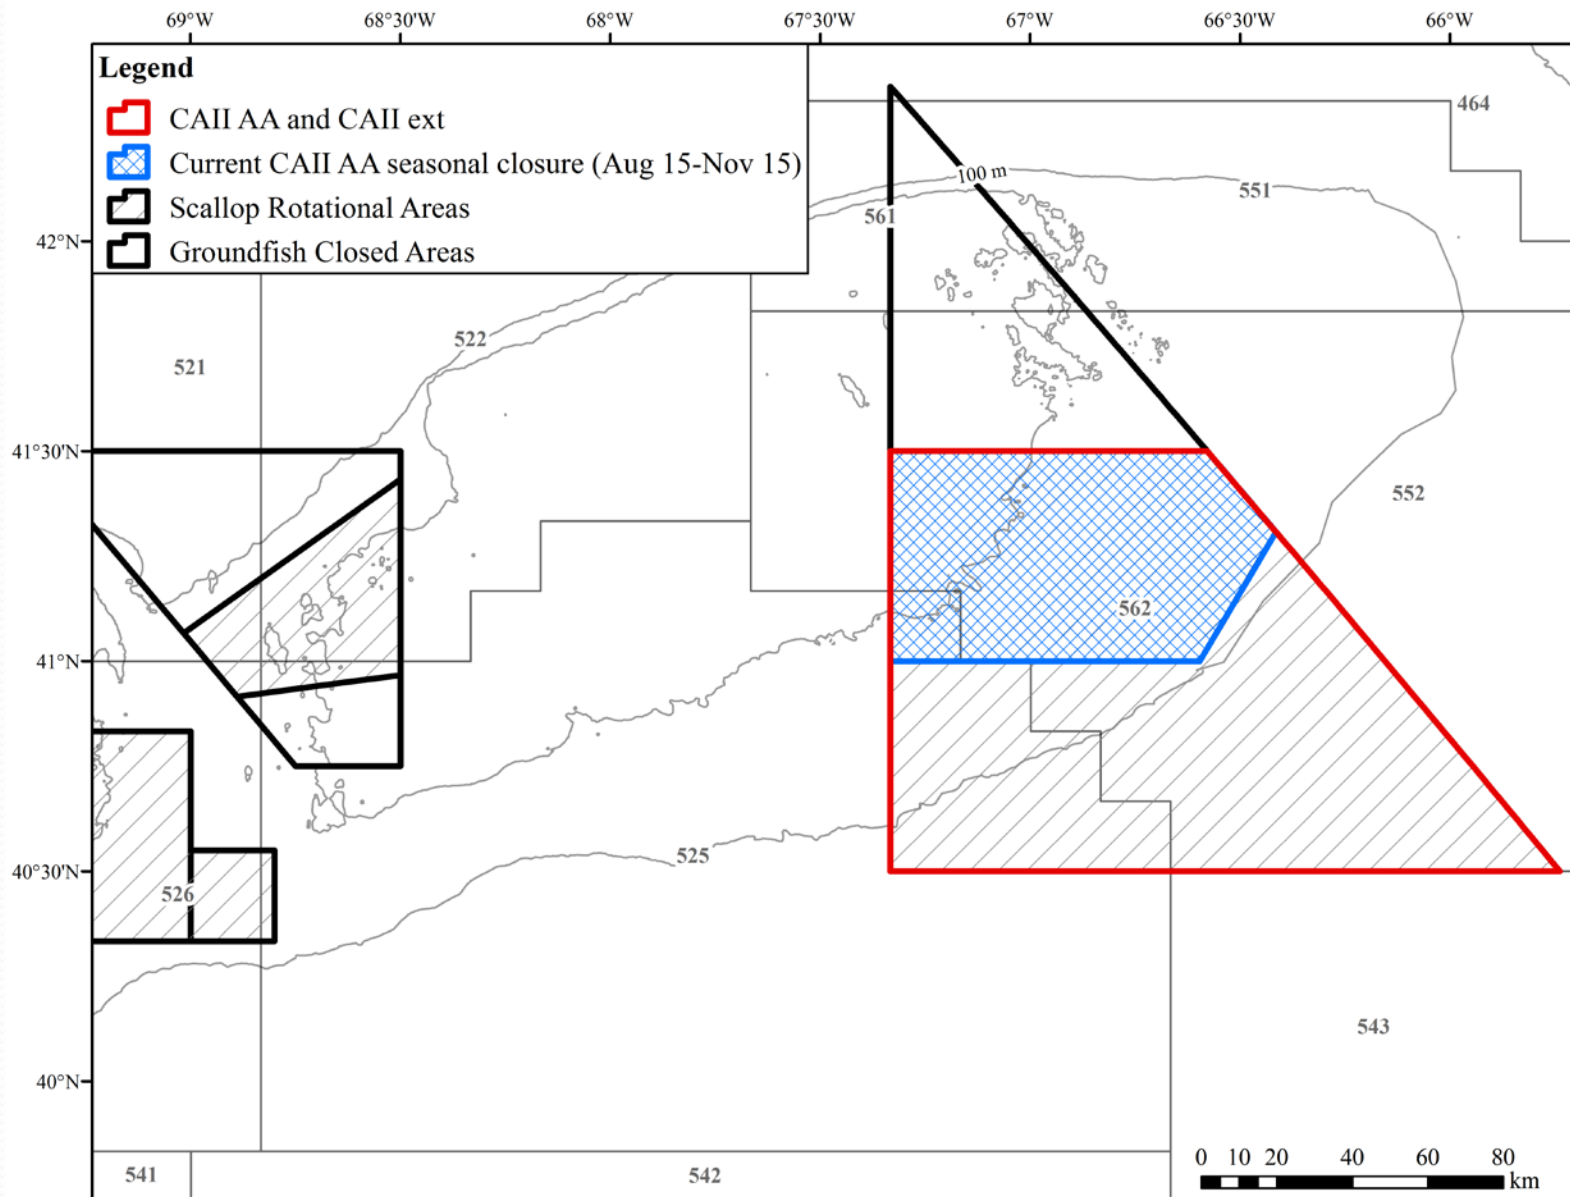 69°W 68°30'W 68°W 67°30'W 67°W 66°30'W 66°W
Legend
CAII AA and CAII ext
Current CAII AA seasonal closure (Aug 15-Nov 15)
Scallop Rotational Areas
Groundfish Closed Areas
464
100 m
551
561
42°N
522
521
41°30'N
552
562
41°N
525
40°30'N
526
543
40°N
0 10 20 40 60 80
km
541
542